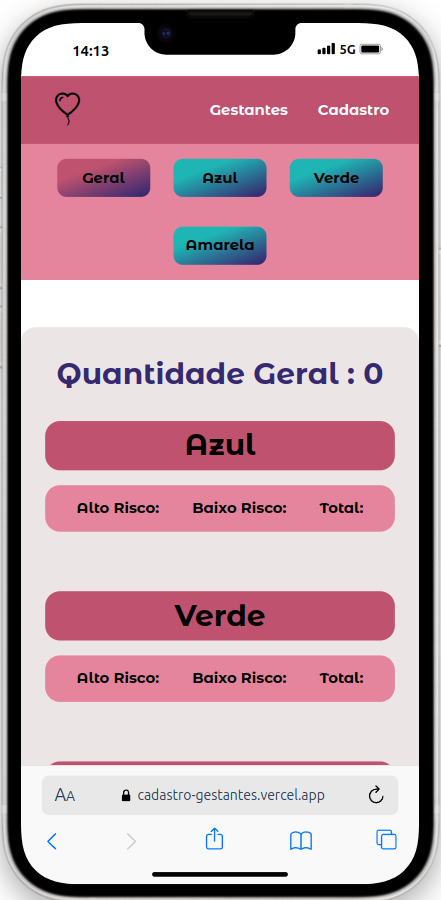 14:13 5G
Gestantes Cadastro
Geral Azul Verde
Amarela
Quantidade Geral : 0
Azul
Alto Risco: Baixo Risco: Total:
Verde
Alto Risco: Baixo Risco: Total:
AA cadastro-gestantes.vercel.app